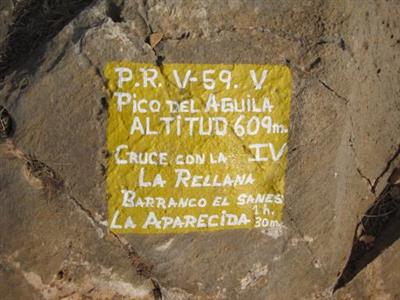 P.R. V-59. V
PICO DEL AGUILA
ALTITUD 609m.
CRUCE CON LA IV
LA RELLANA
BARRANCO EL SANES
LA APARECIDA 1h. 30m.